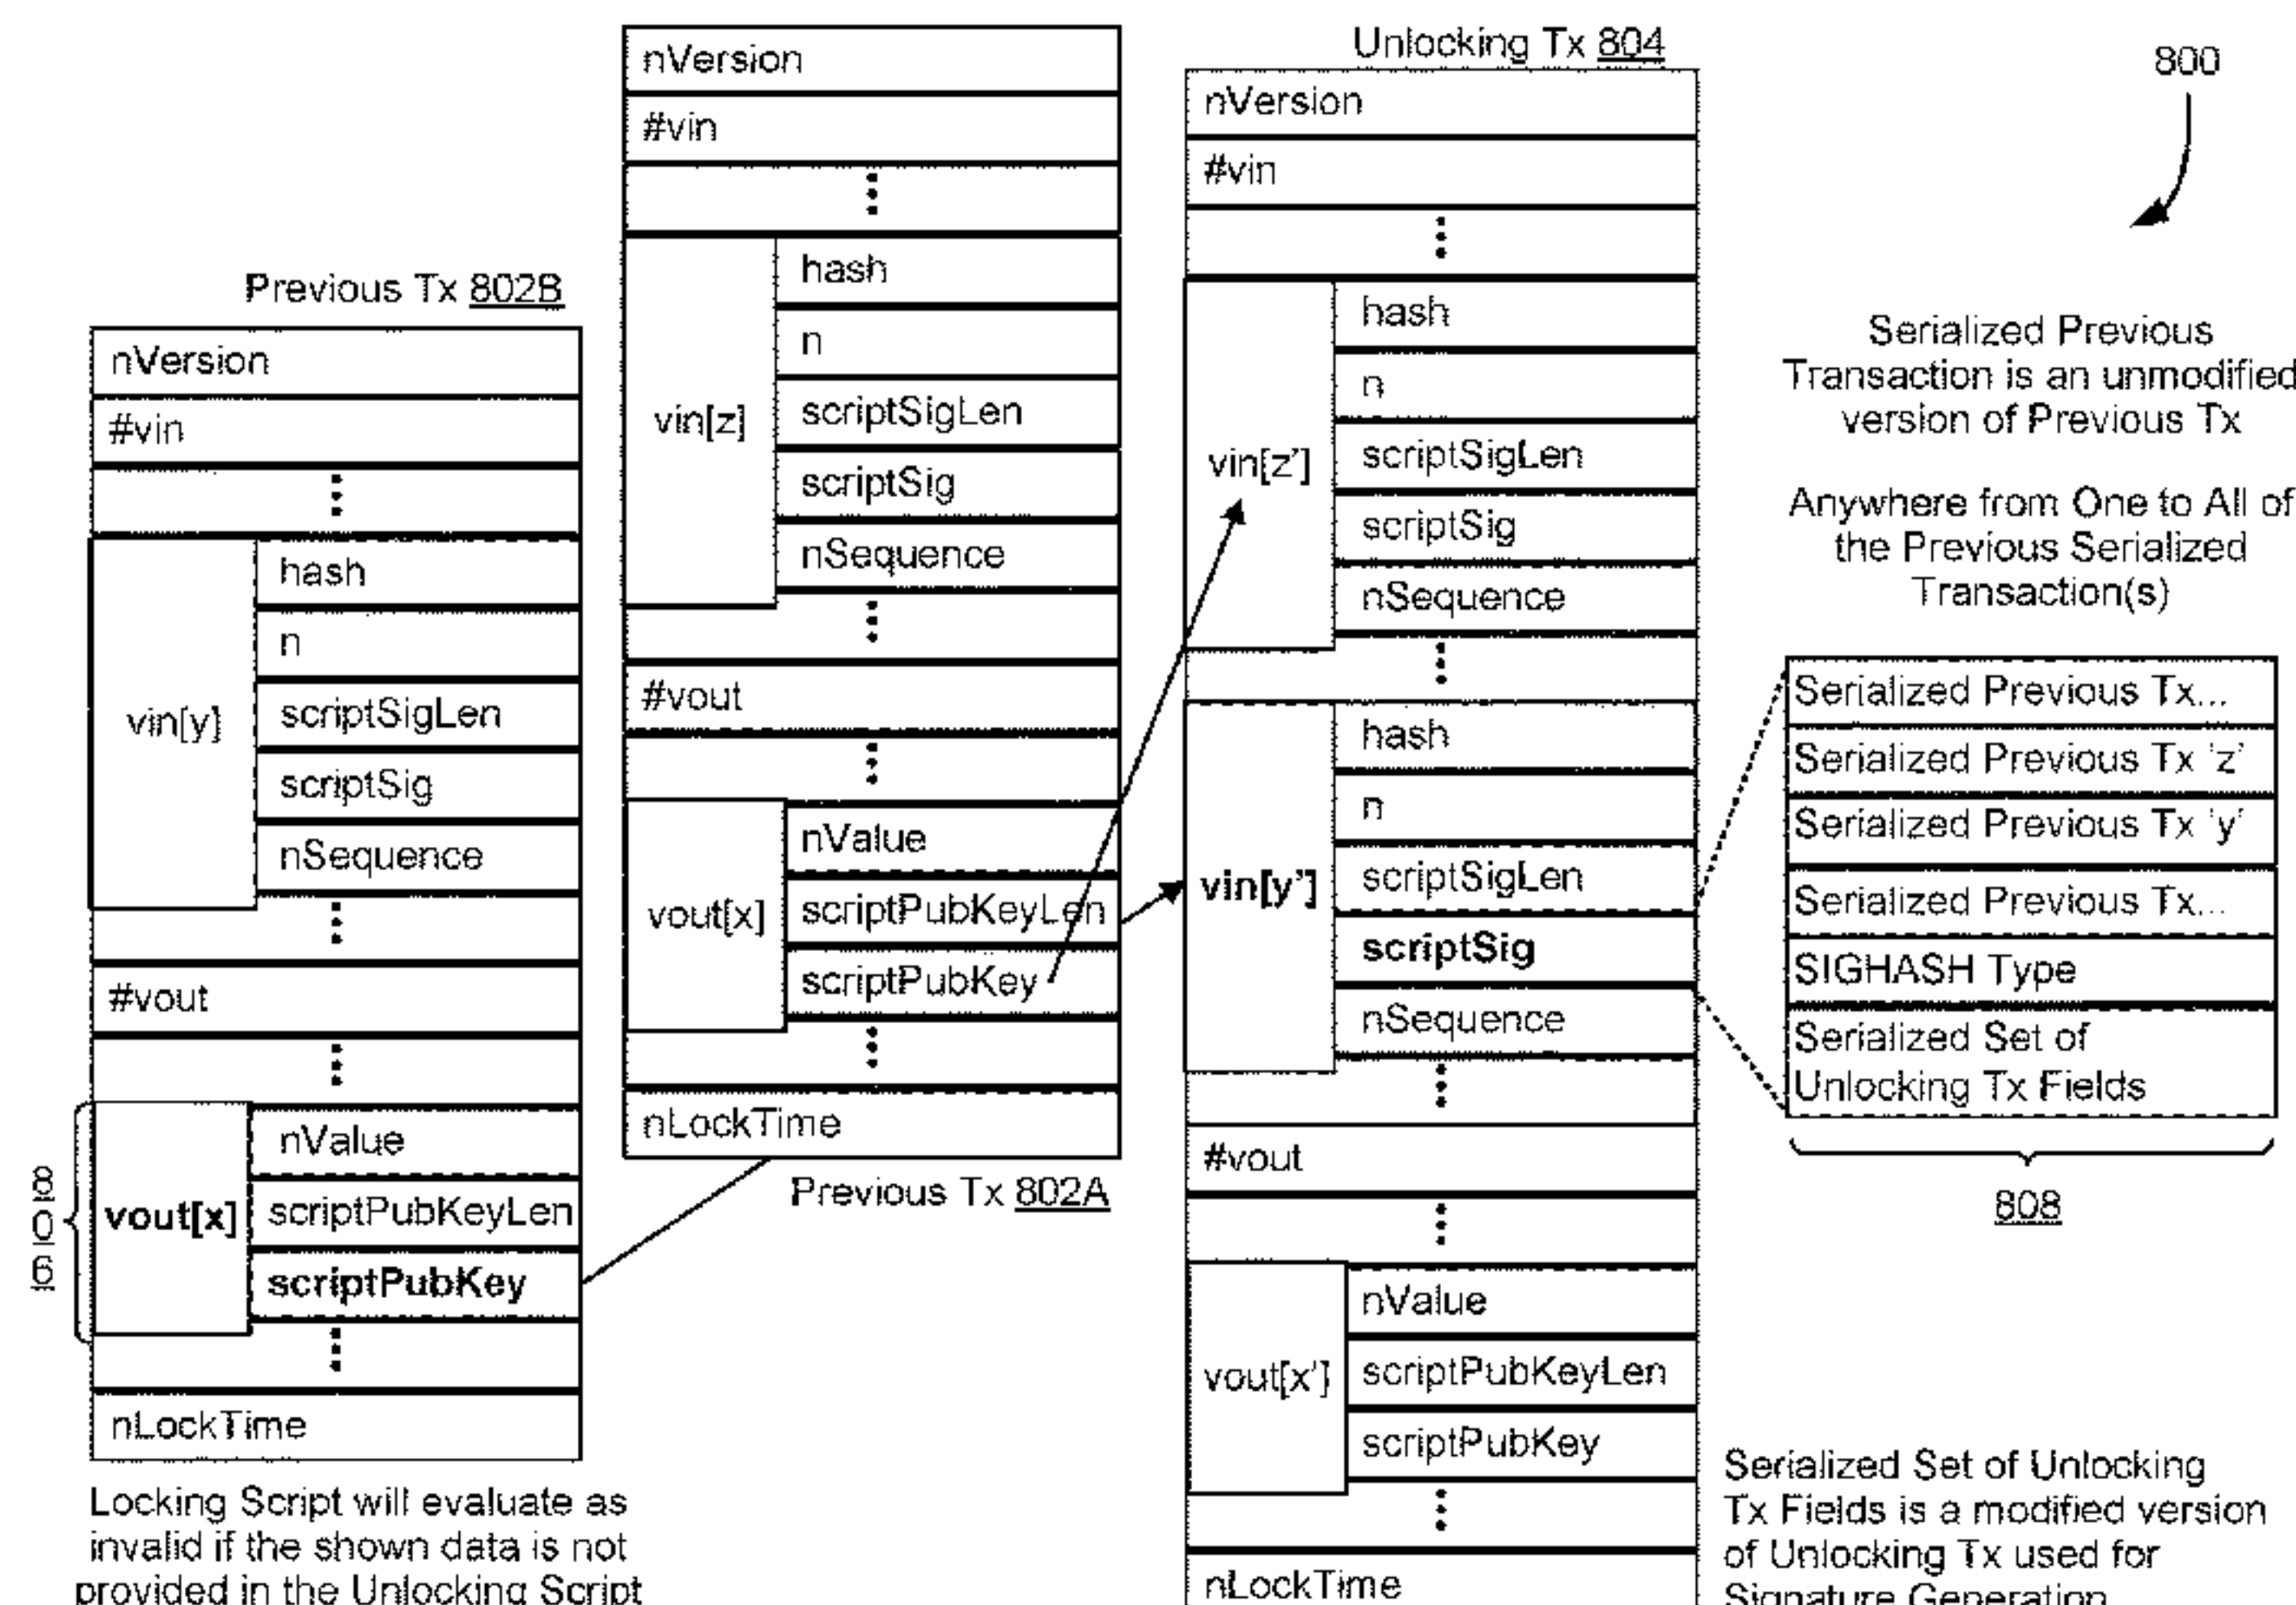 Previous Tx 802B
nVersion
#vin
vin[y]
hash
n
scriptSigLen
scriptSig
nSequence
#vout
806
vout[x]
nValue
scriptPubKeyLen
scriptPubKey
nLockTime
Locking Script will evaluate as
invalid if the shown data is not
provided in the Unlocking Script
nVersion
#vin
vin[z]
hash
n
scriptSigLen
scriptSig
nSequence
#vout
vout[x]
nValue
scriptPubKeyLen
scriptPubKey
nLockTime
Previous Tx 802A
Unlocking Tx 804
nVersion
#vin
vin[z']
hash
n
scriptSigLen
scriptSig
nSequence
vin[y']
hash
n
scriptSigLen
scriptSig
nSequence
#vout
vout[x']
nValue
scriptPubKeyLen
scriptPubKey
nLockTime
800
Serialized Previous
Transaction is an unmodified
version of Previous Tx
Anywhere from One to All of
the Previous Serialized
Transaction(s)
Serialized Previous Tx...
Serialized Previous Tx 'z'
Serialized Previous Tx 'y'
Serialized Previous Tx...
SIGHASH Type
Serialized Set of
Unlocking Tx Fields
808
Serialized Set of Unlocking
Tx Fields is a modified version
of Unlocking Tx used for
Signature Generation